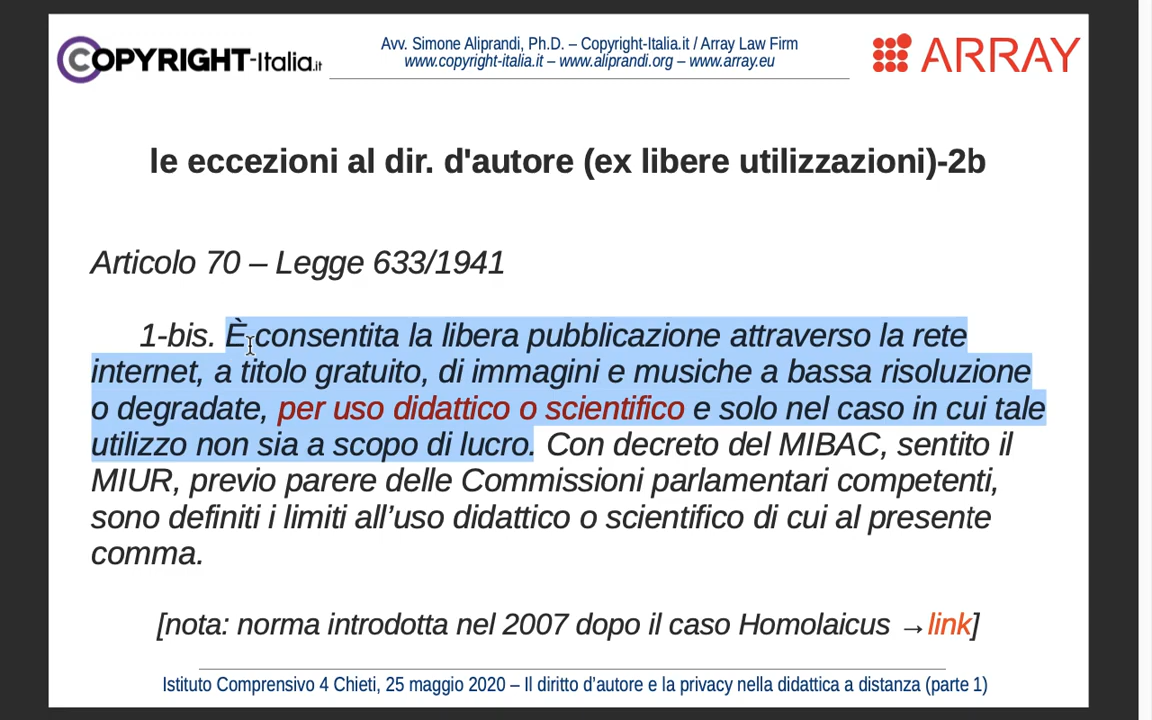 COPYRIGHT-Italia.it
Avv. Simone Aliprandi, Ph.D. – Copyright-Italia.it / Array Law Firm
www.copyright-italia.it – www.aliprandi.org – www.array.eu
ARRAY
le eccezioni al dir. d'autore (ex libere utilizzazioni)-2b
Articolo 70 – Legge 633/1941
1-bis. È consentita la libera pubblicazione attraverso la rete
internet, a titolo gratuito, di immagini e musiche a bassa risoluzione
o degradate, per uso didattico o scientifico e solo nel caso in cui tale
utilizzo non sia a scopo di lucro. Con decreto del MIBAC, sentito il
MIUR, previo parere delle Commissioni parlamentari competenti,
sono definiti i limiti all’uso didattico o scientifico di cui al presente
comma.
[nota: norma introdotta nel 2007 dopo il caso Homolaicus →link]
Istituto Comprensivo 4 Chieti, 25 maggio 2020 – Il diritto d’autore e la privacy nella didattica a distanza (parte 1)